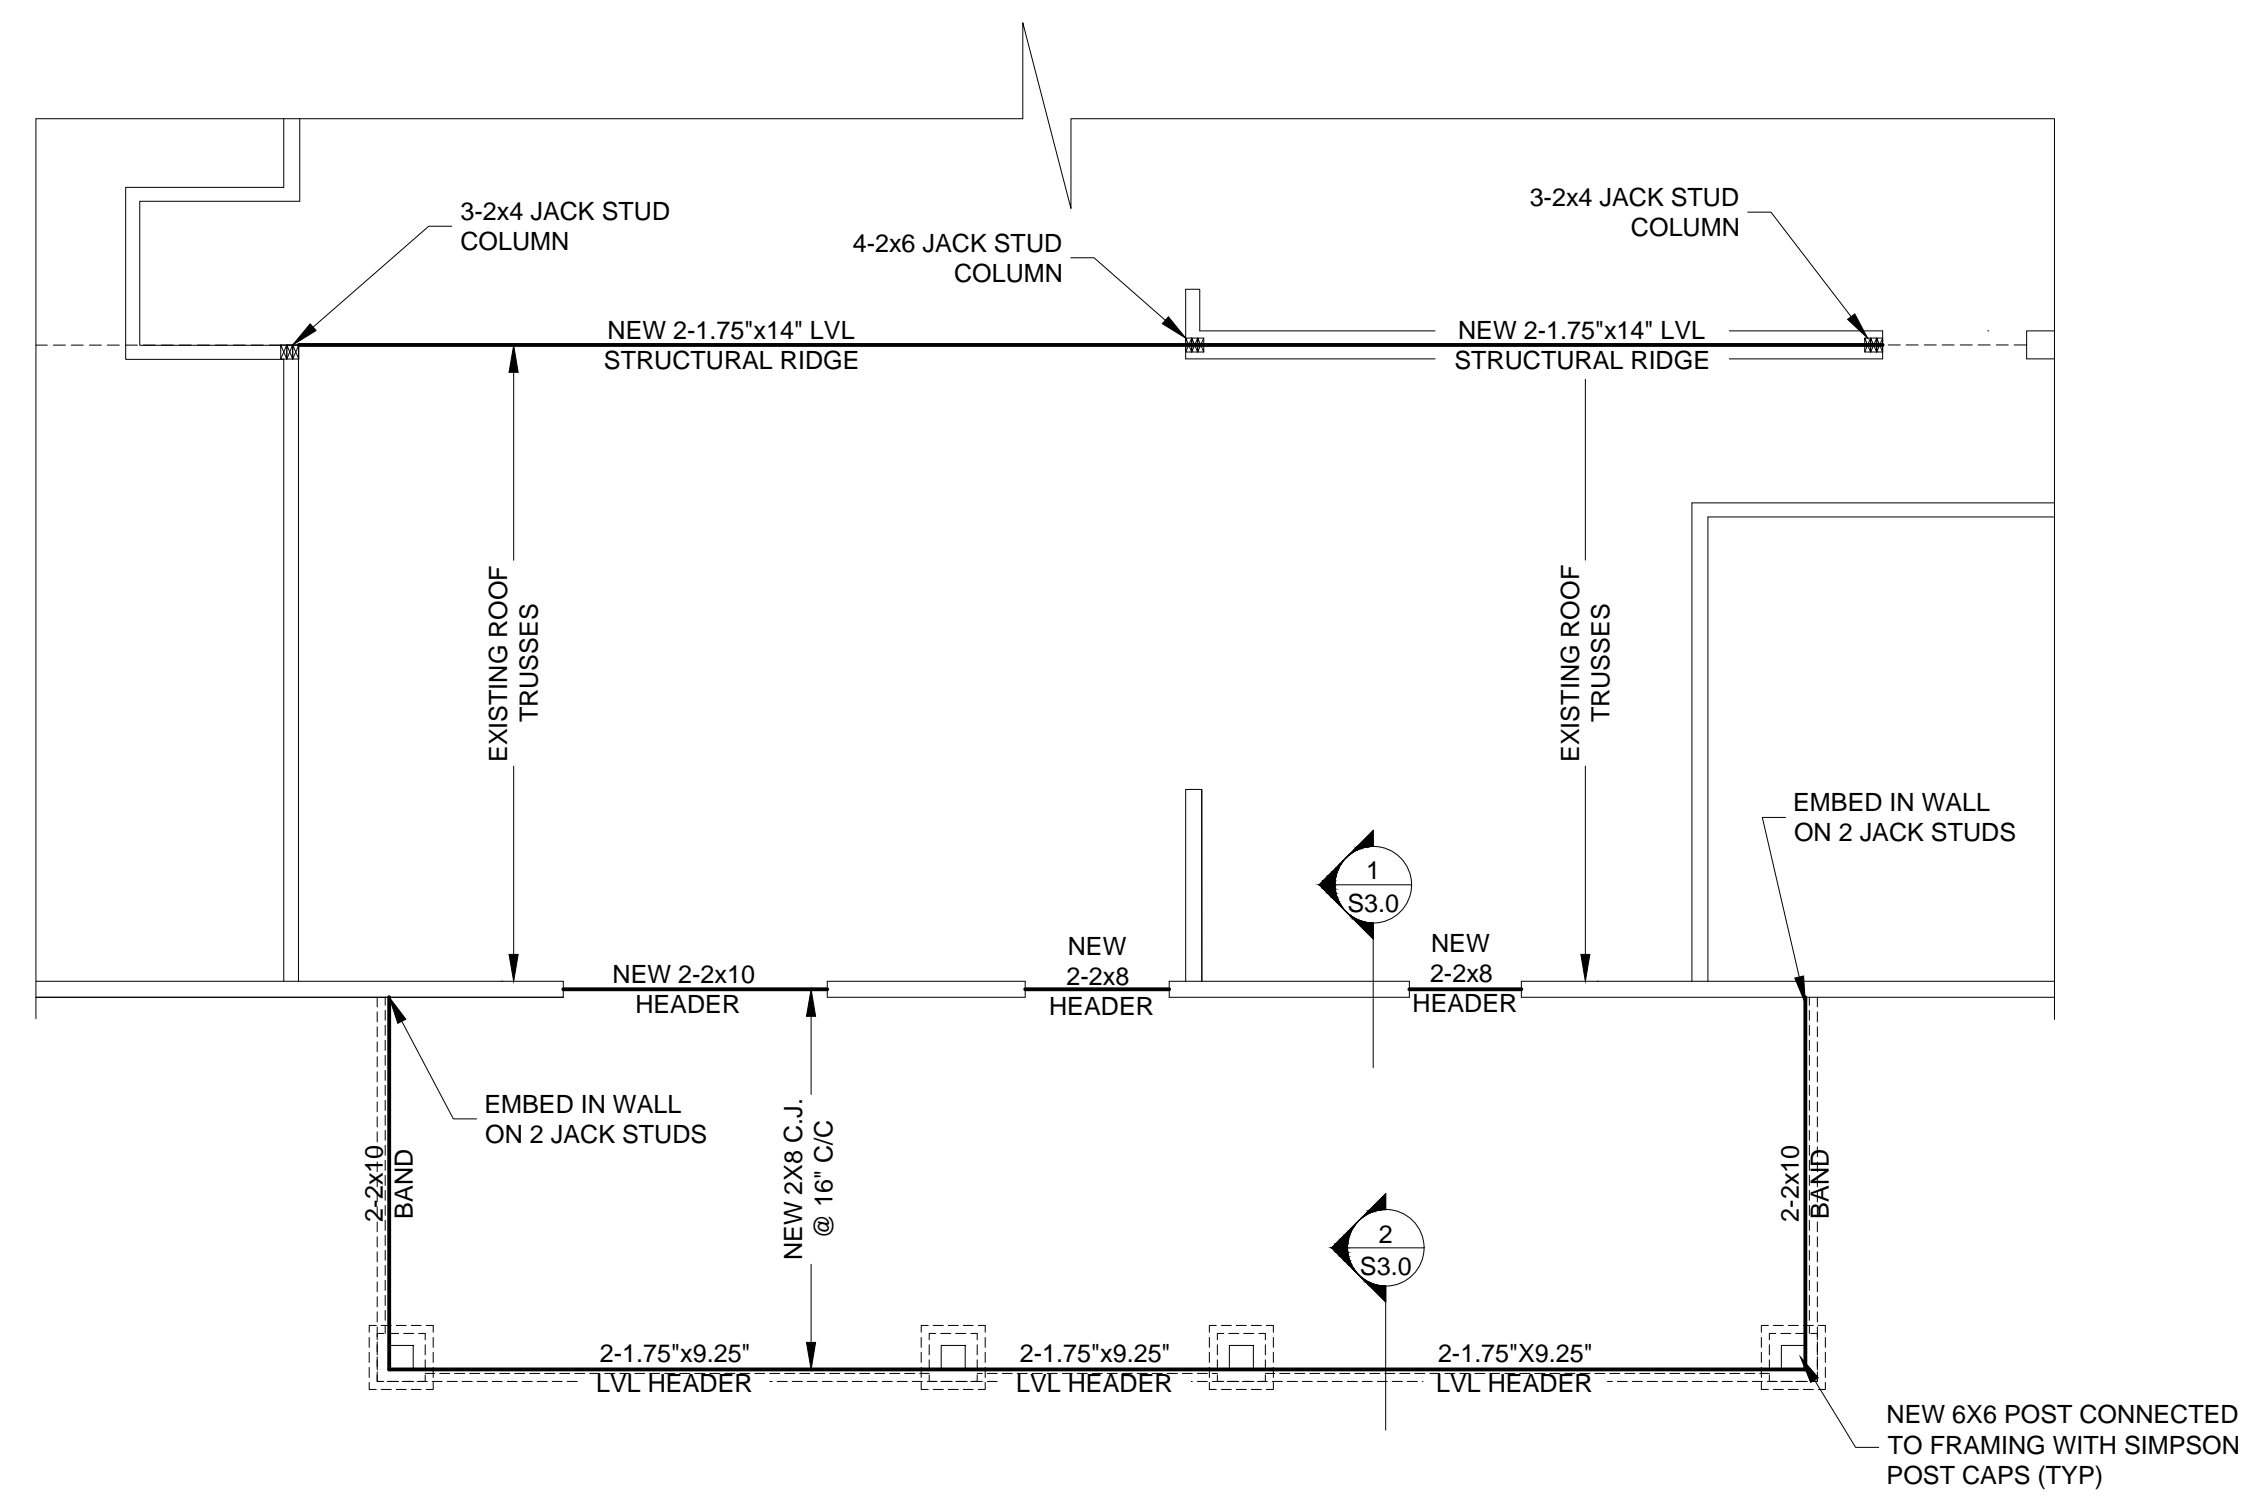 3-2x4 JACK STUD
COLUMN
4-2x6 JACK STUD
COLUMN
3-2x4 JACK STUD
COLUMN
NEW 2-1.75"x14" LVL
STRUCTURAL RIDGE
NEW 2-1.75"x14" LVL
STRUCTURAL RIDGE
EXISTING ROOF
TRUSSES
EXISTING ROOF
TRUSSES
EMBED IN WALL
ON 2 JACK STUDS
1
S3.0
NEW 2-2x10
HEADER
NEW
2-2x8
HEADER
NEW
2-2x8
HEADER
EMBED IN WALL
ON 2 JACK STUDS
2-2x10
BAND
NEW 2X8 C.J.
@ 16" C/C
2-2x10
BAND
2
S3.0
2-1.75"x9.25"
LVL HEADER
2-1.75"x9.25"
LVL HEADER
2-1.75"X9.25"
LVL HEADER
NEW 6X6 POST CONNECTED
TO FRAMING WITH SIMPSON
POST CAPS (TYP)